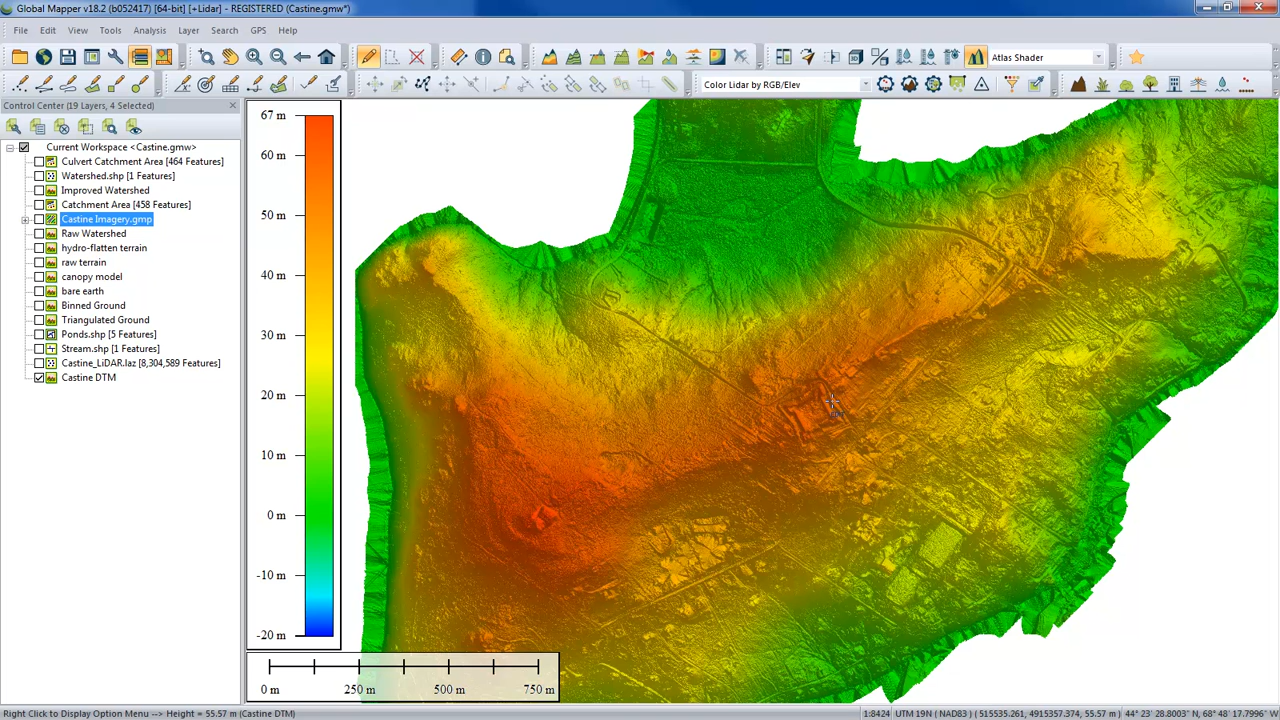 Global Mapper v18.2 (b052417) [64-bit] [+Lidar] - REGISTERED (Castine.gmw*)
File Edit View Tools Analysis Layer Search GPS Help
Atlas Shader
Color Lidar by RGB/Elev
Control Center (19 Layers, 4 Selected)
Current Workspace <Castine.gmw>
Culvert Catchment Area [464 Features]
Watershed.shp [1 Features]
Improved Watershed
Catchment Area [458 Features]
Castine Imagery.gmp
Raw Watershed
hydro-flatten terrain
raw terrain
canopy model
bare earth
Binned Ground
Triangulated Ground
Ponds.shp [5 Features]
Stream.shp [1 Features]
Castine_LiDAR.laz [8,304,589 Features]
Castine DTM
67 m
60 m
50 m
40 m
30 m
20 m
10 m
0 m
-10 m
-20 m
0 m 250 m 500 m 750 m
Right Click to Display Option Menu --> Height = 55.57 m (Castine DTM)
1:8424 UTM 19N ( NAD83 ) ( 515535.261, 4915357.374, 55.57 m ) 44° 23' 28.8003" N, 68° 48' 17.7996" W